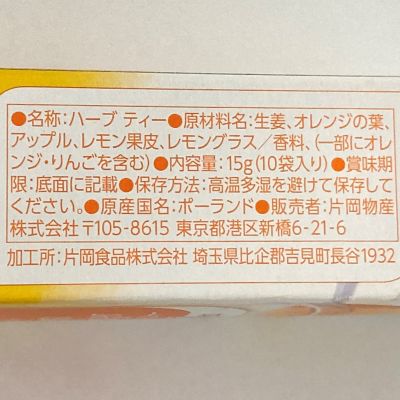 ●名称:ハーブ ティー●原材料名:生姜、オレンジの葉、
アップル、レモン果皮、レモングラス/香料、(一部にオレ
ンジ・りんごを含む)●内容量:15g(10袋入り)●賞味期
限:底面に記載●保存方法:高温多湿を避けて保存して
ください。●原産国名:ポーランド●販売者:片岡物産
株式会社〒105-8615 東京都港区新橋6-21-6
加工所:片岡食品株式会社 埼玉県比企郡吉見町長谷1932